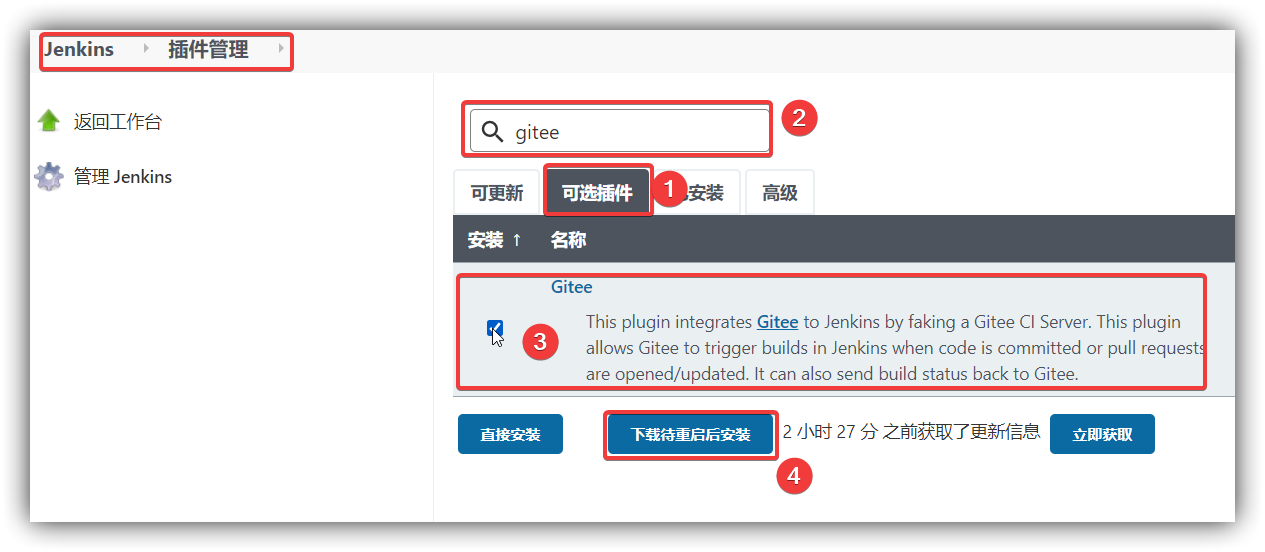 Jenkins 插件管理
返回工作台
管理 Jenkins
gitee
2
可更新 可选插件 1 安装 高级
安装 ↑ 名称
Gitee
This plugin integrates Gitee to Jenkins by faking a Gitee CI Server. This plugin
allows Gitee to trigger builds in Jenkins when code is committed or pull requests
are opened/updated. It can also send build status back to Gitee.
3
直接安装 下载待重启后安装 2 小时 27 分 之前获取了更新信息 立即获取
4